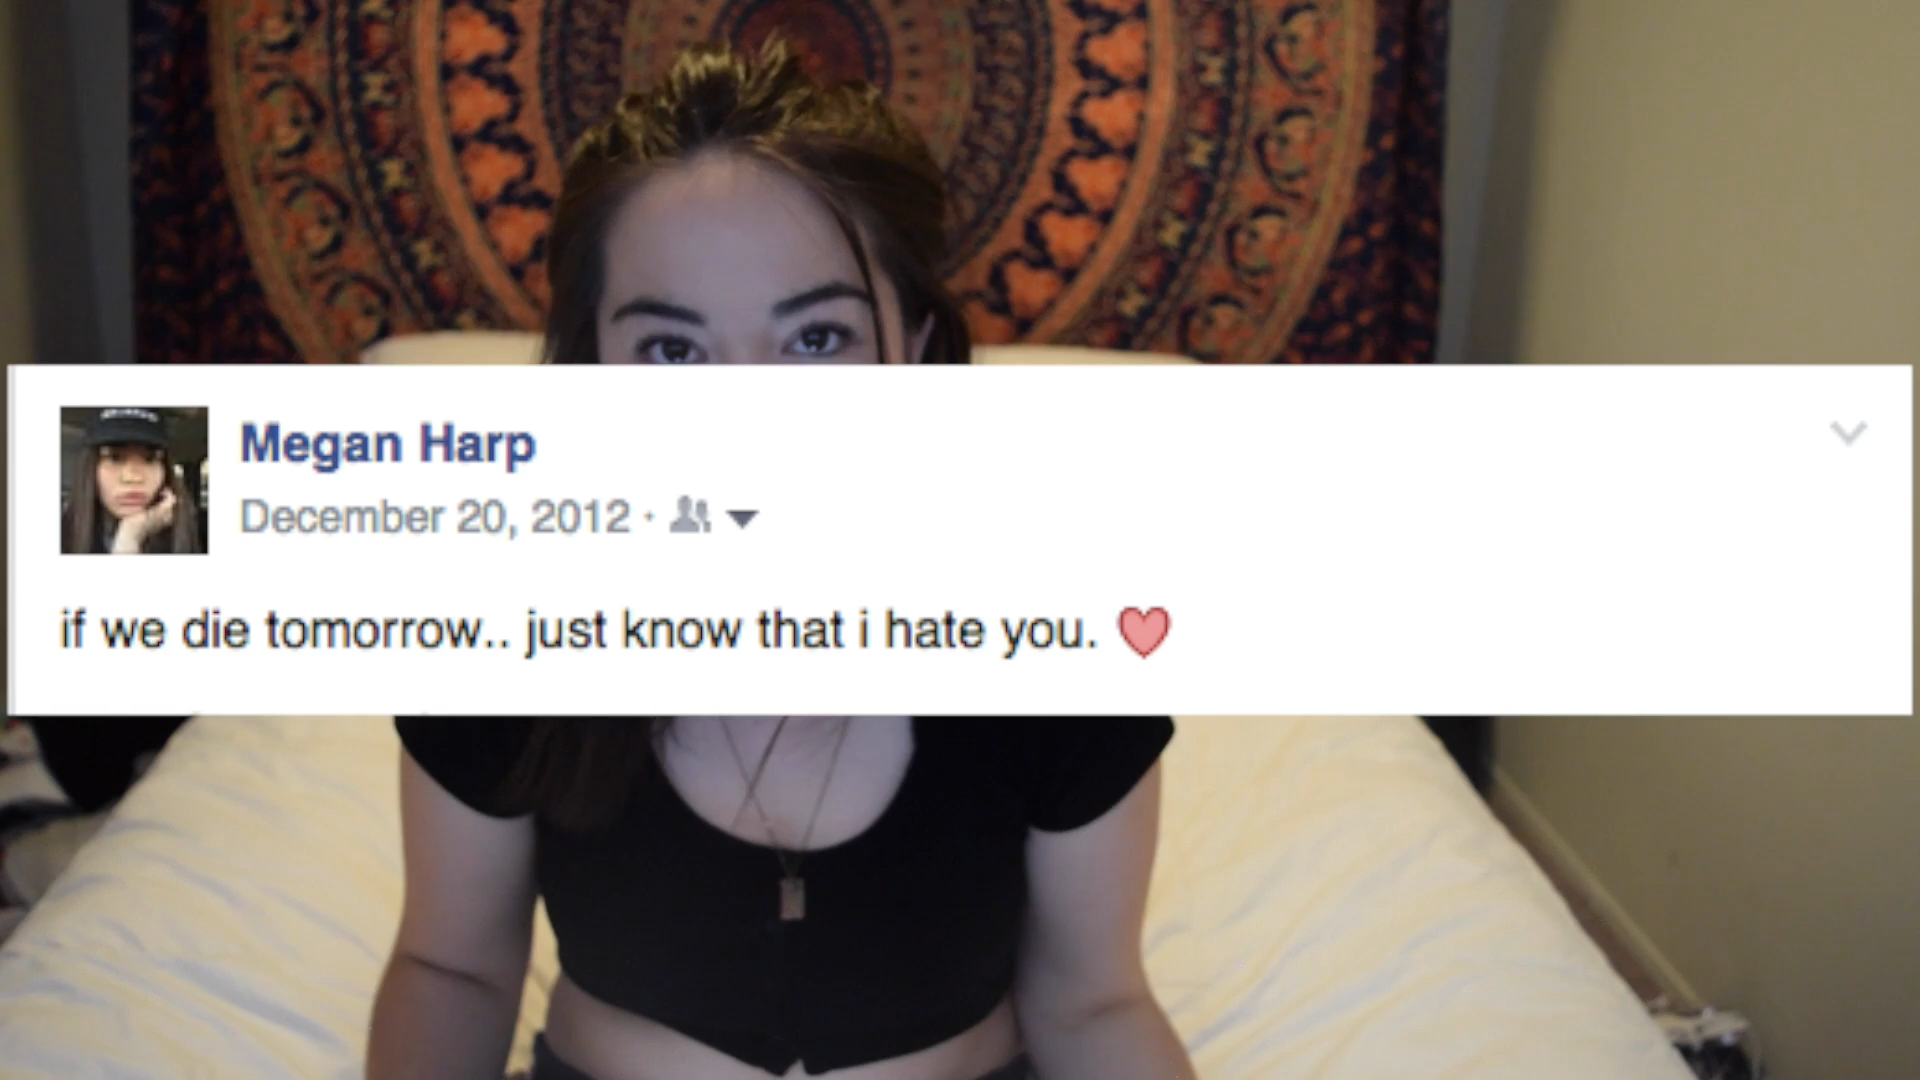 Megan Harp
December 20, 2012 ·
if we die tomorrow.. just know that i hate you. ❤